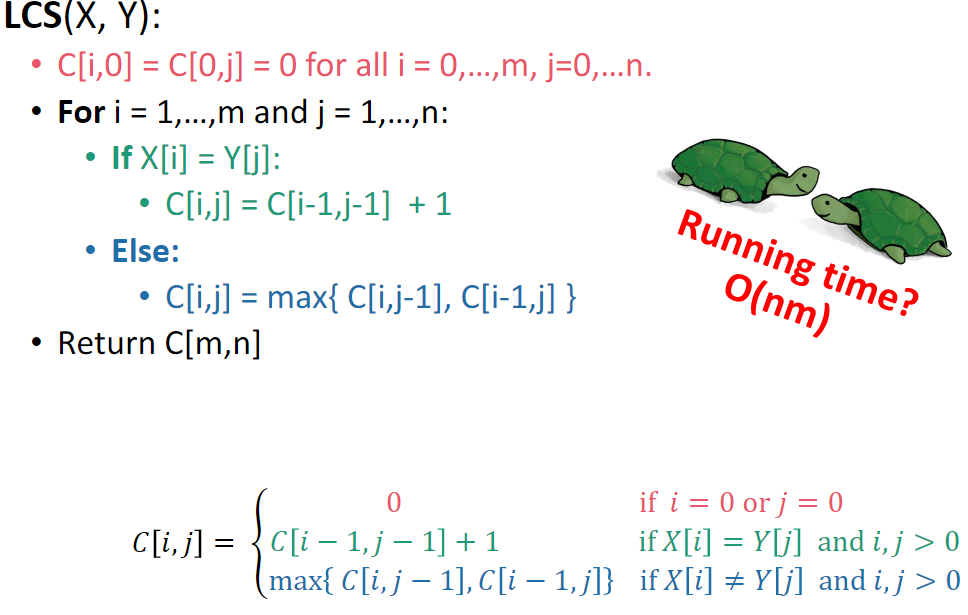 LCS(X, Y):
• C[i,0] = C[0,j] = 0 for all i = 0,…,m, j=0,…n.
• For i = 1,…,m and j = 1,…,n:
• If X[i] = Y[j]:
• C[i,j] = C[i-1,j-1] + 1
• Else:
• C[i,j] = max{ C[i,j-1], C[i-1,j] }
• Return C[m,n]
Running time?
O(nm)
C[i,j] = {
0 if i = 0 or j = 0
C[i − 1, j − 1] + 1 if X[i] = Y[j] and i, j > 0
max{ C[i, j − 1], C[i − 1, j]} if X[i] ≠ Y[j] and i, j > 0